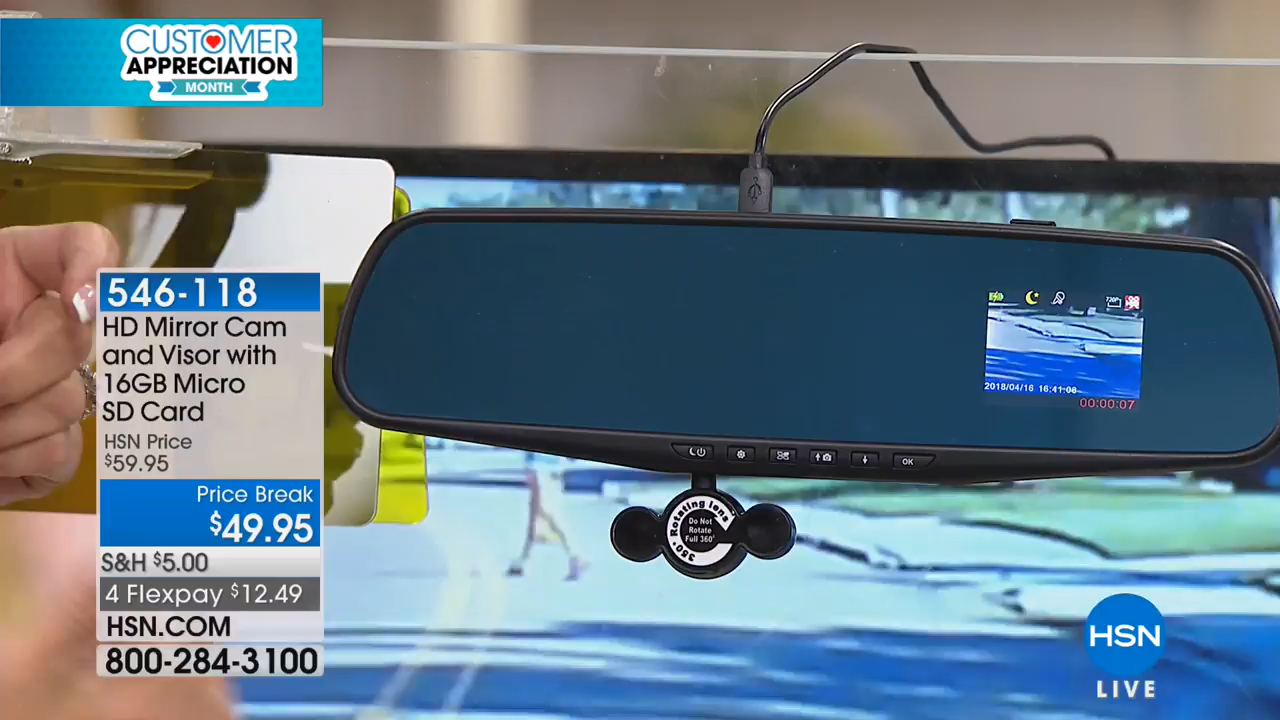 CUSTOMER
APPRECIATION
MONTH
546-118
HD Mirror Cam
and Visor with
16GB Micro
SD Card
HSN Price
$59.95
Price Break
$49.95
S&H $5.00
4 Flexpay $12.49
HSN.COM
800-284-3100
720P
2018/04/16 16:41:08
00:00:07
OK
Rotating lens
Do Not
Rotate
Full 360°
350°
HSN
LIVE